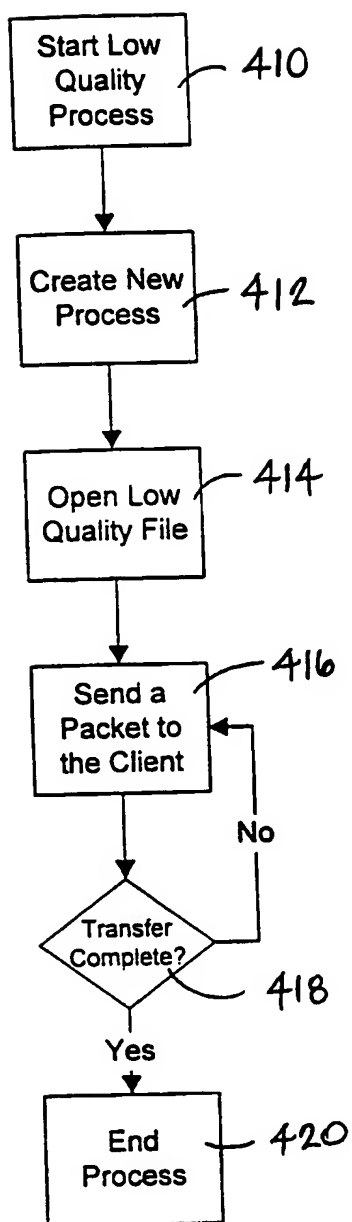 Start Low
Quality
Process
410
Create New
Process
412
Open Low
Quality File
414
Send a
Packet to
the Client
416
No
Transfer
Complete?
418
Yes
End
Process
420